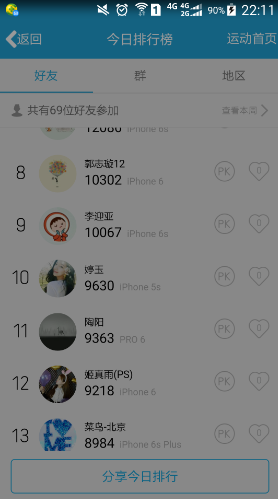 4G 4G 2G 90% 22:11
返回 今日排行榜 运动首页
好友 群 地区
共有69位好友参加 查看本周
12086 iPhone 6s
8 郭志璇12 10302 iPhone 6 PK 0
9 李迎亚 10067 iPhone 6s PK 0
10 婷玉 9630 iPhone 5s PK 0
11 陶阳 9363 PRO 6 PK 0
12 姬真雨(PS) 9218 iPhone 6 PK 0
13 菜鸟-北京 8984 iPhone 6s Plus PK 0
分享今日排行